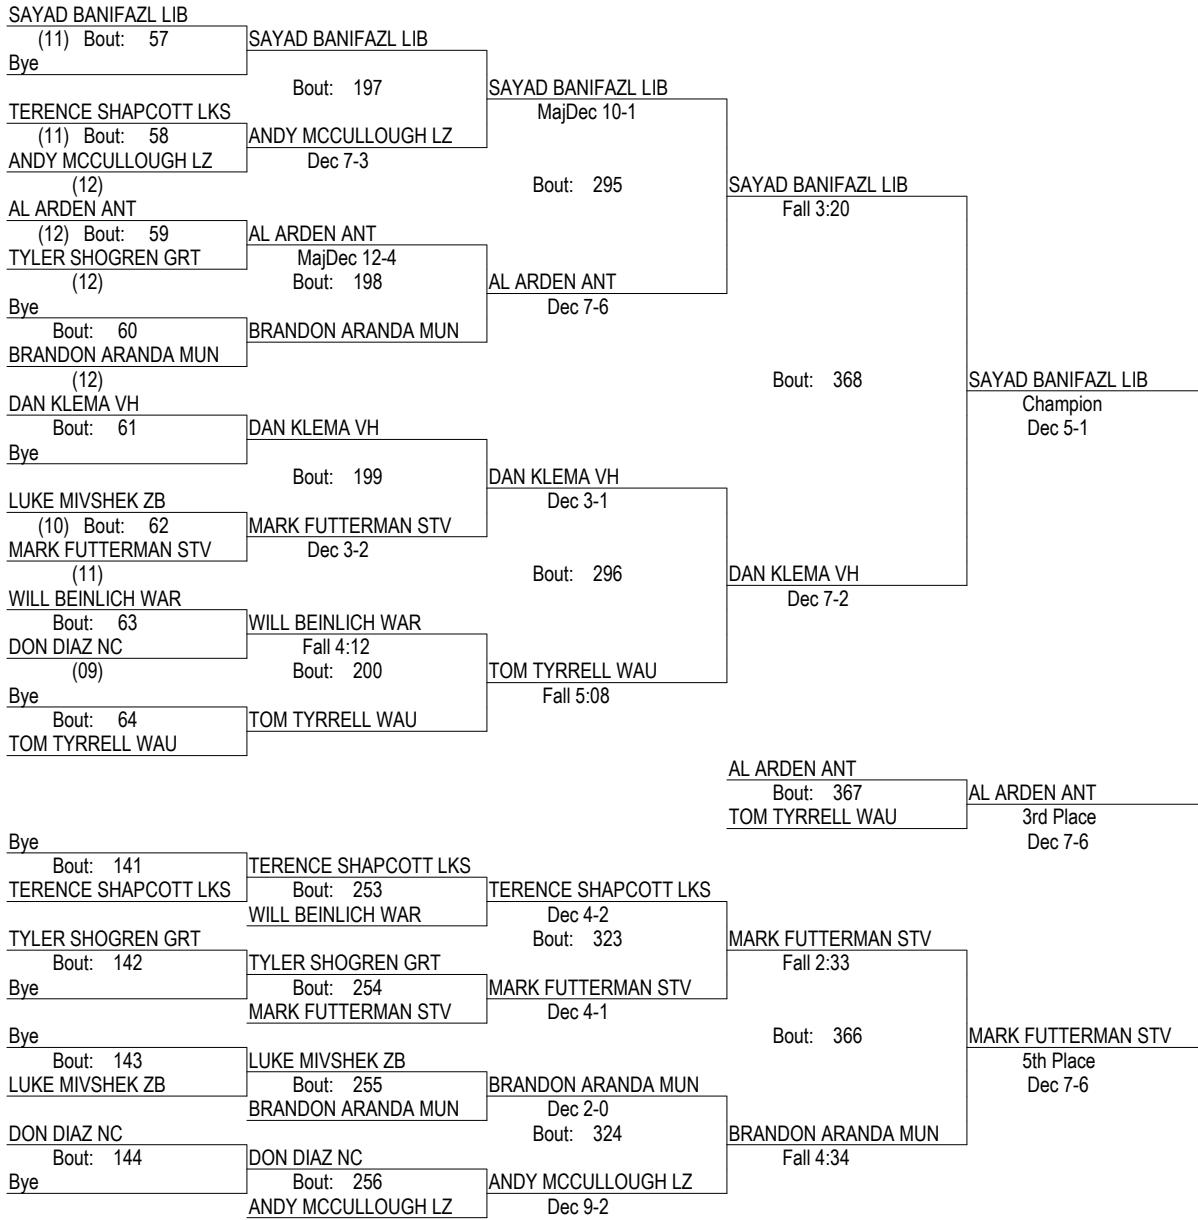 SAYAD BANIFAZL LIB
(11) Bout: 57
SAYAD BANIFAZL LIB
Bye
Bout: 197
SAYAD BANIFAZL LIB
TERENCE SHAPCOTT LKS
MajDec 10-1
(11) Bout: 58
ANDY MCCULLOUGH LZ
ANDY MCCULLOUGH LZ
Dec 7-3
(12)
Bout: 295
SAYAD BANIFAZL LIB
AL ARDEN ANT
Fall 3:20
(12) Bout: 59
AL ARDEN ANT
TYLER SHOGREN GRT
MajDec 12-4
(12)
Bout: 198
AL ARDEN ANT
Bye
Dec 7-6
Bout: 60
BRANDON ARANDA MUN
BRANDON ARANDA MUN
(12)
Bout: 368
SAYAD BANIFAZL LIB
DAN KLEMA VH
Champion
Bout: 61
DAN KLEMA VH
Dec 5-1
Bye
Bout: 199
DAN KLEMA VH
LUKE MIVSHEK ZB
Dec 3-1
(10) Bout: 62
MARK FUTTERMAN STV
MARK FUTTERMAN STV
Dec 3-2
(11)
Bout: 296
DAN KLEMA VH
WILL BEINLICH WAR
Dec 7-2
Bout: 63
WILL BEINLICH WAR
DON DIAZ NC
Fall 4:12
(09)
Bout: 200
TOM TYRRELL WAU
Bye
Fall 5:08
Bout: 64
TOM TYRRELL WAU
TOM TYRRELL WAU
AL ARDEN ANT
Bout: 367
AL ARDEN ANT
TOM TYRRELL WAU
3rd Place
Dec 7-6
Bye
Bout: 141
TERENCE SHAPCOTT LKS
TERENCE SHAPCOTT LKS
Bout: 253
TERENCE SHAPCOTT LKS
WILL BEINLICH WAR
Dec 4-2
TYLER SHOGREN GRT
Bout: 323
MARK FUTTERMAN STV
Bout: 142
TYLER SHOGREN GRT
Fall 2:33
Bye
Bout: 254
MARK FUTTERMAN STV
MARK FUTTERMAN STV
Dec 4-1
Bye
Bout: 366
MARK FUTTERMAN STV
Bout: 143
LUKE MIVSHEK ZB
5th Place
LUKE MIVSHEK ZB
Bout: 255
BRANDON ARANDA MUN
Dec 7-6
BRANDON ARANDA MUN
Dec 2-0
DON DIAZ NC
Bout: 324
BRANDON ARANDA MUN
Bout: 144
DON DIAZ NC
Fall 4:34
Bye
Bout: 256
ANDY MCCULLOUGH LZ
ANDY MCCULLOUGH LZ
Dec 9-2